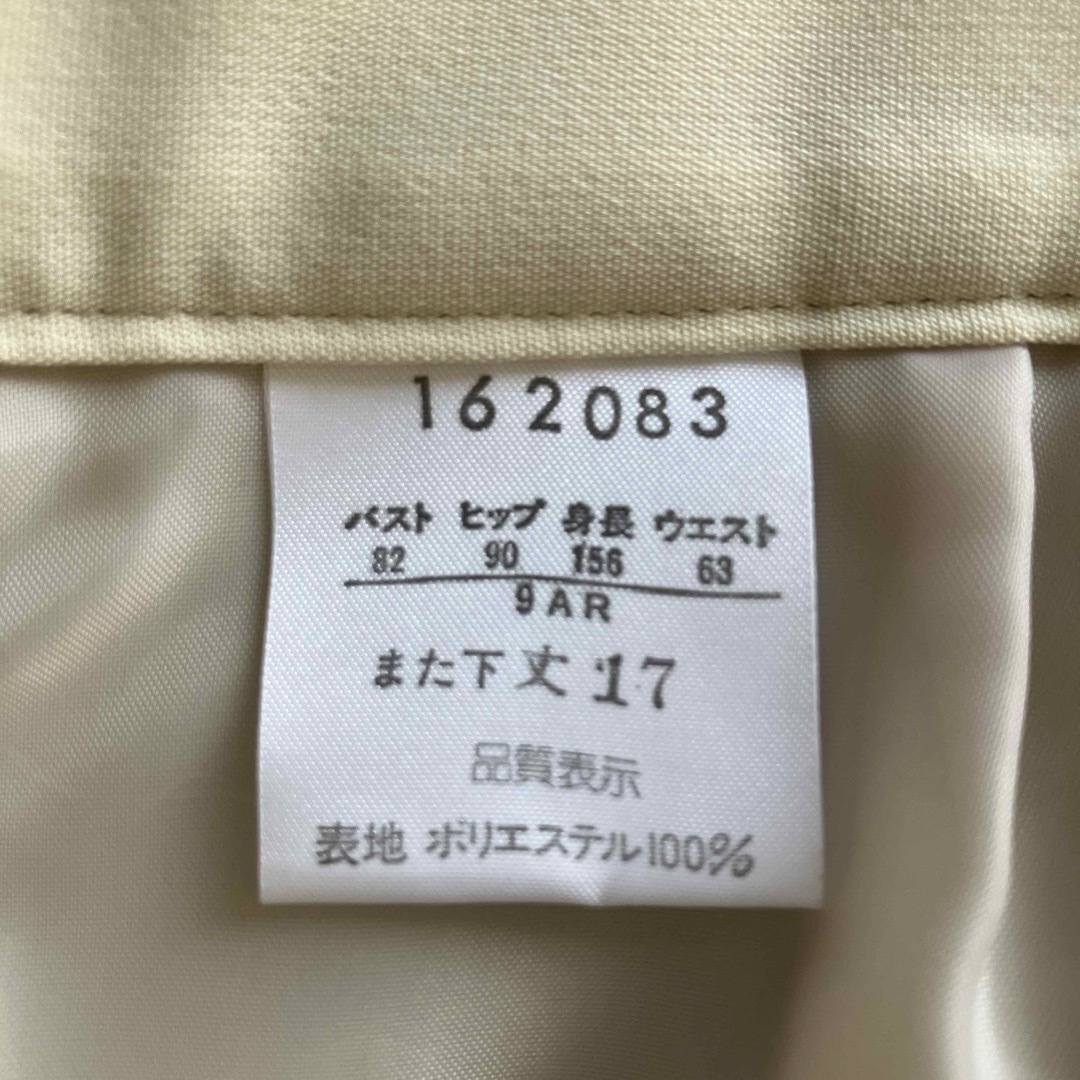 162083
バスト ヒップ 身長 ウエスト
82 90 156 63
9AR
また下丈 17
品質表示
表地 ポリエステル100%